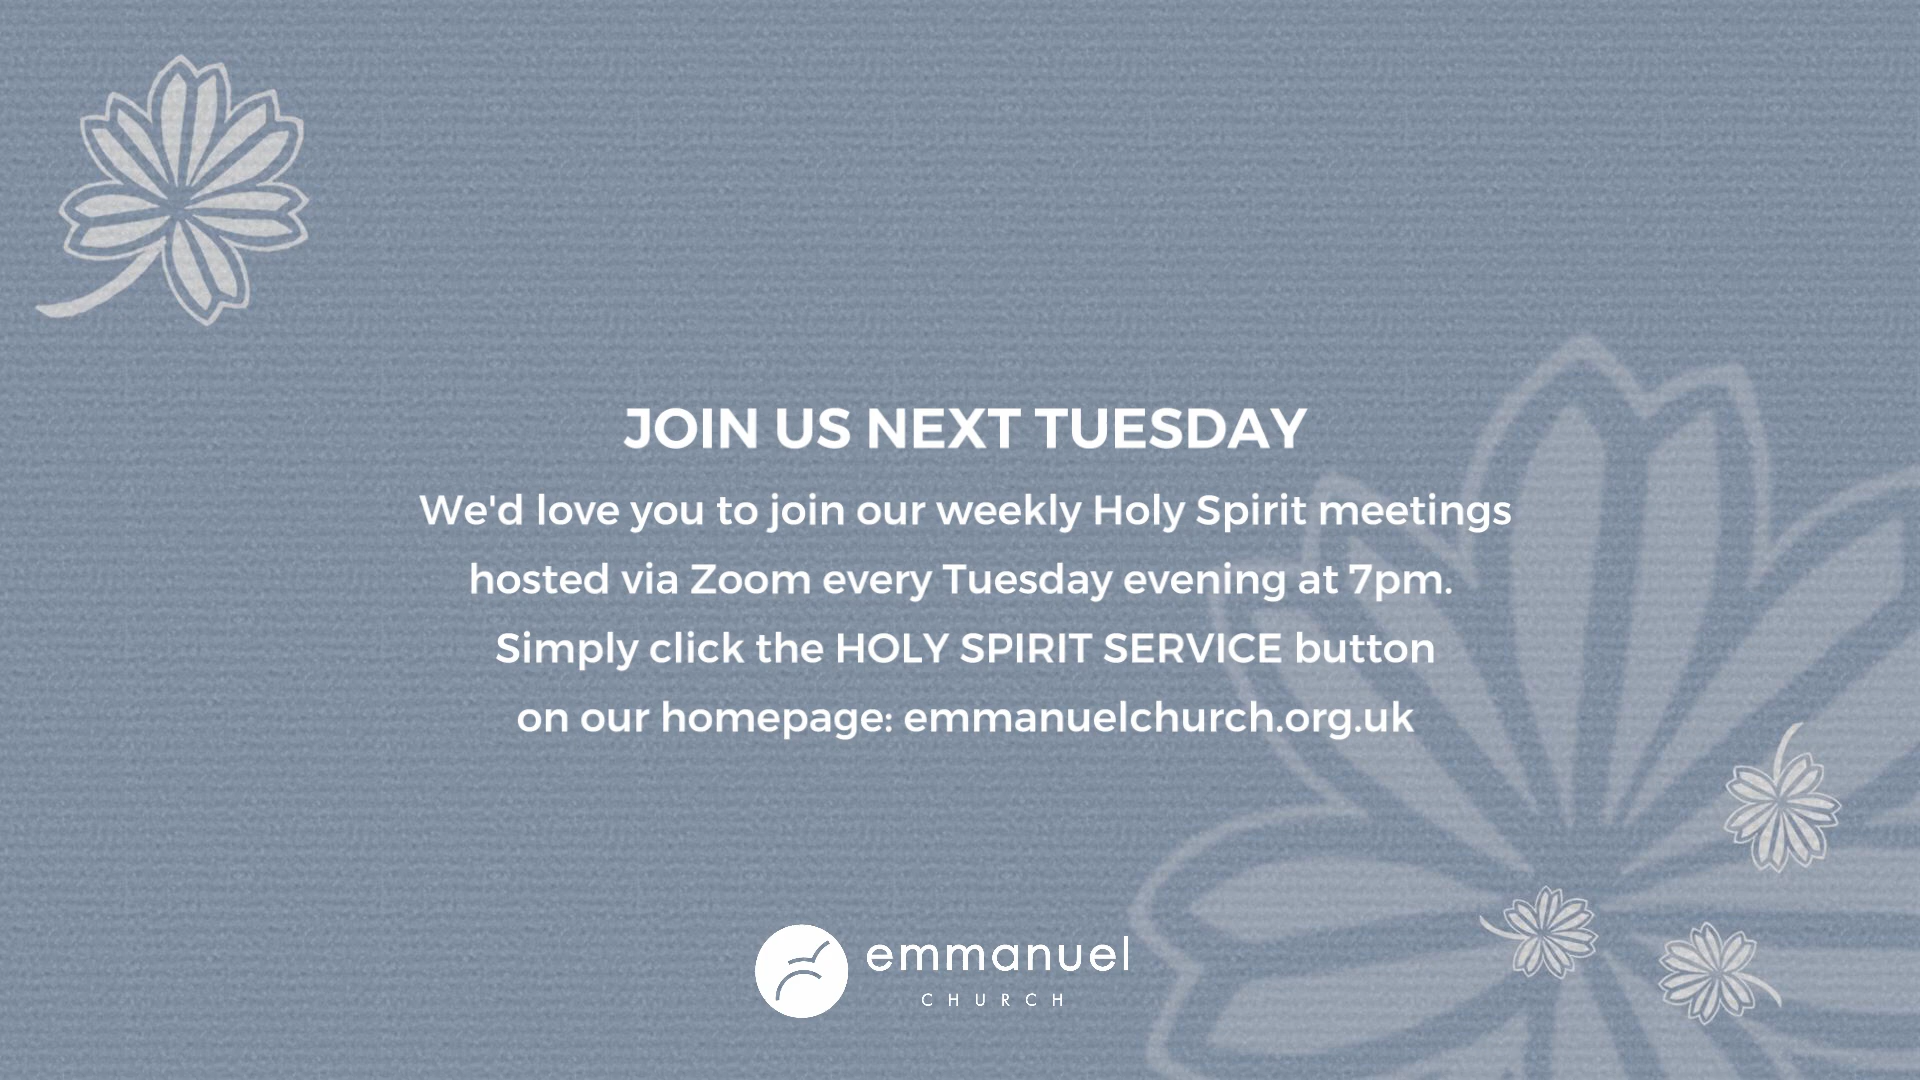 JOIN US NEXT TUESDAY
We'd love you to join our weekly Holy Spirit meetings
hosted via Zoom every Tuesday evening at 7pm.
Simply click the HOLY SPIRIT SERVICE button
on our homepage: emmanuelchurch.org.uk
emmanuel
CHURCH